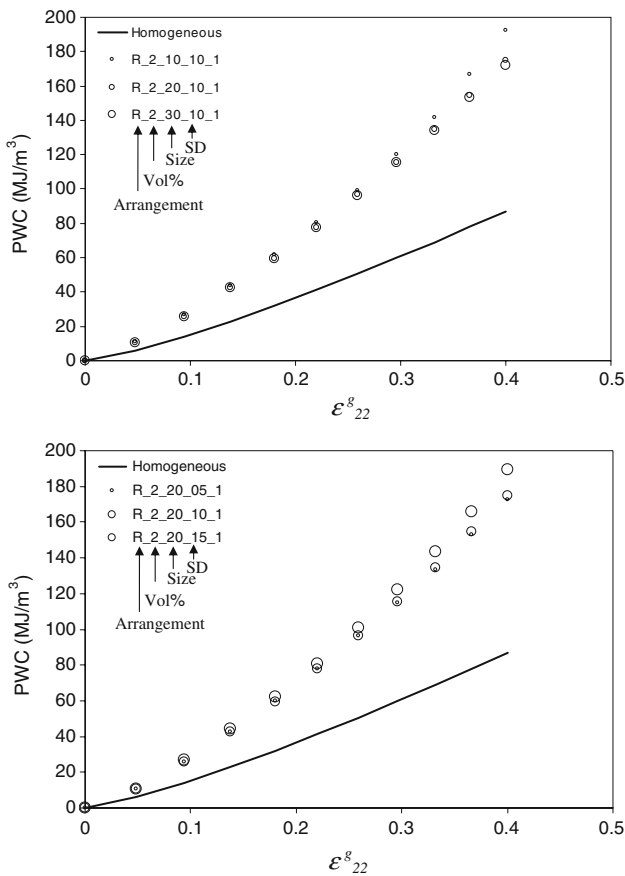 200
180
160
140
120
100
80
60
40
20
0
PWC (MJ/m³)
Homogeneous
R_2_10_10_1
R_2_20_10_1
R_2_30_10_1
SD
Size
Vol%
Arrangement
0 0.1 0.2 0.3 0.4 0.5
εᵍ₂₂
200
180
160
140
120
100
80
60
40
20
0
PWC (MJ/m³)
Homogeneous
R_2_20_05_1
R_2_20_10_1
R_2_20_15_1
SD
Size
Vol%
Arrangement
0 0.1 0.2 0.3 0.4 0.5
εᵍ₂₂